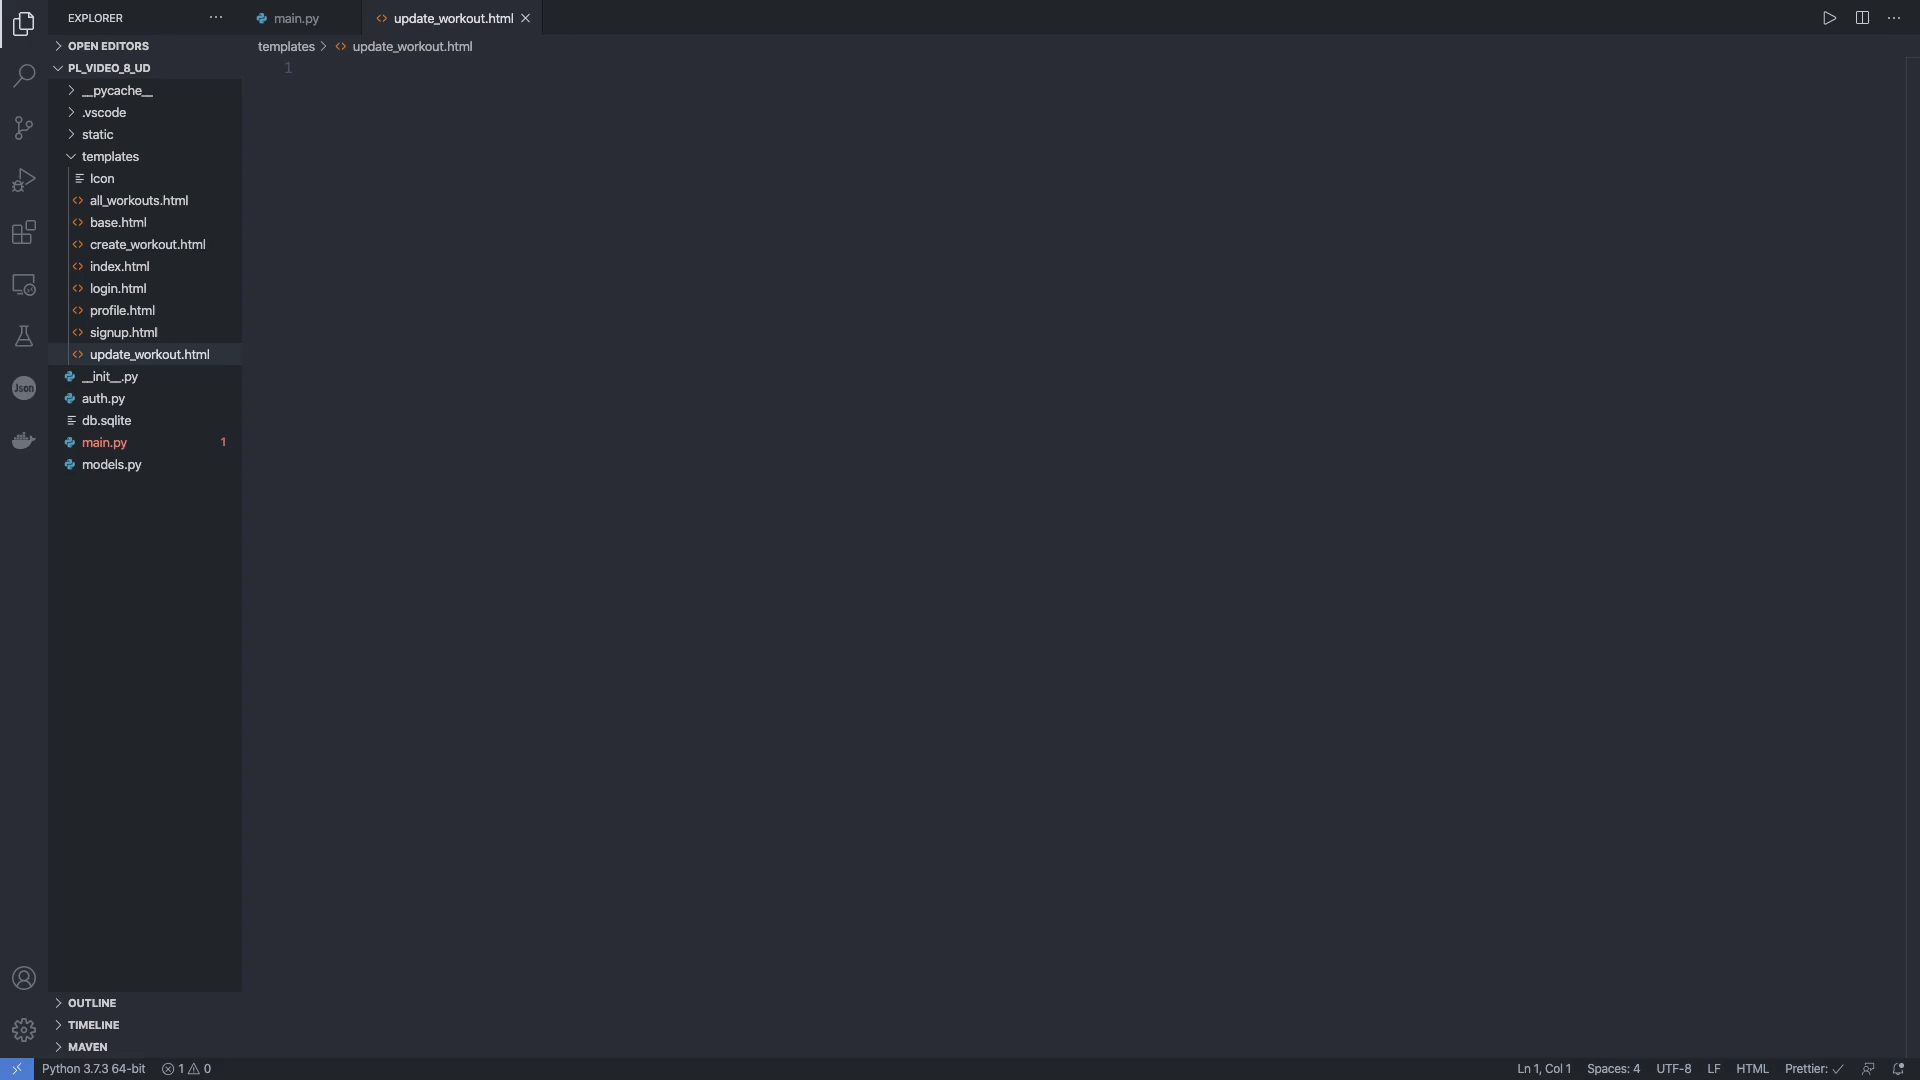 EXPLORER
main.py
update_workout.html
OPEN EDITORS
templates
update_workout.html
PL_VIDEO_8_UD
1
__pycache__
.vscode
static
templates
Icon
all_workouts.html
base.html
create_workout.html
index.html
login.html
profile.html
signup.html
update_workout.html
__init__.py
auth.py
Json
db.sqlite
main.py 1
models.py
OUTLINE
TIMELINE
MAVEN
Python 3.7.3 64-bit 1 0 Ln 1, Col 1 Spaces: 4 UTF-8 LF HTML Prettier: ✓